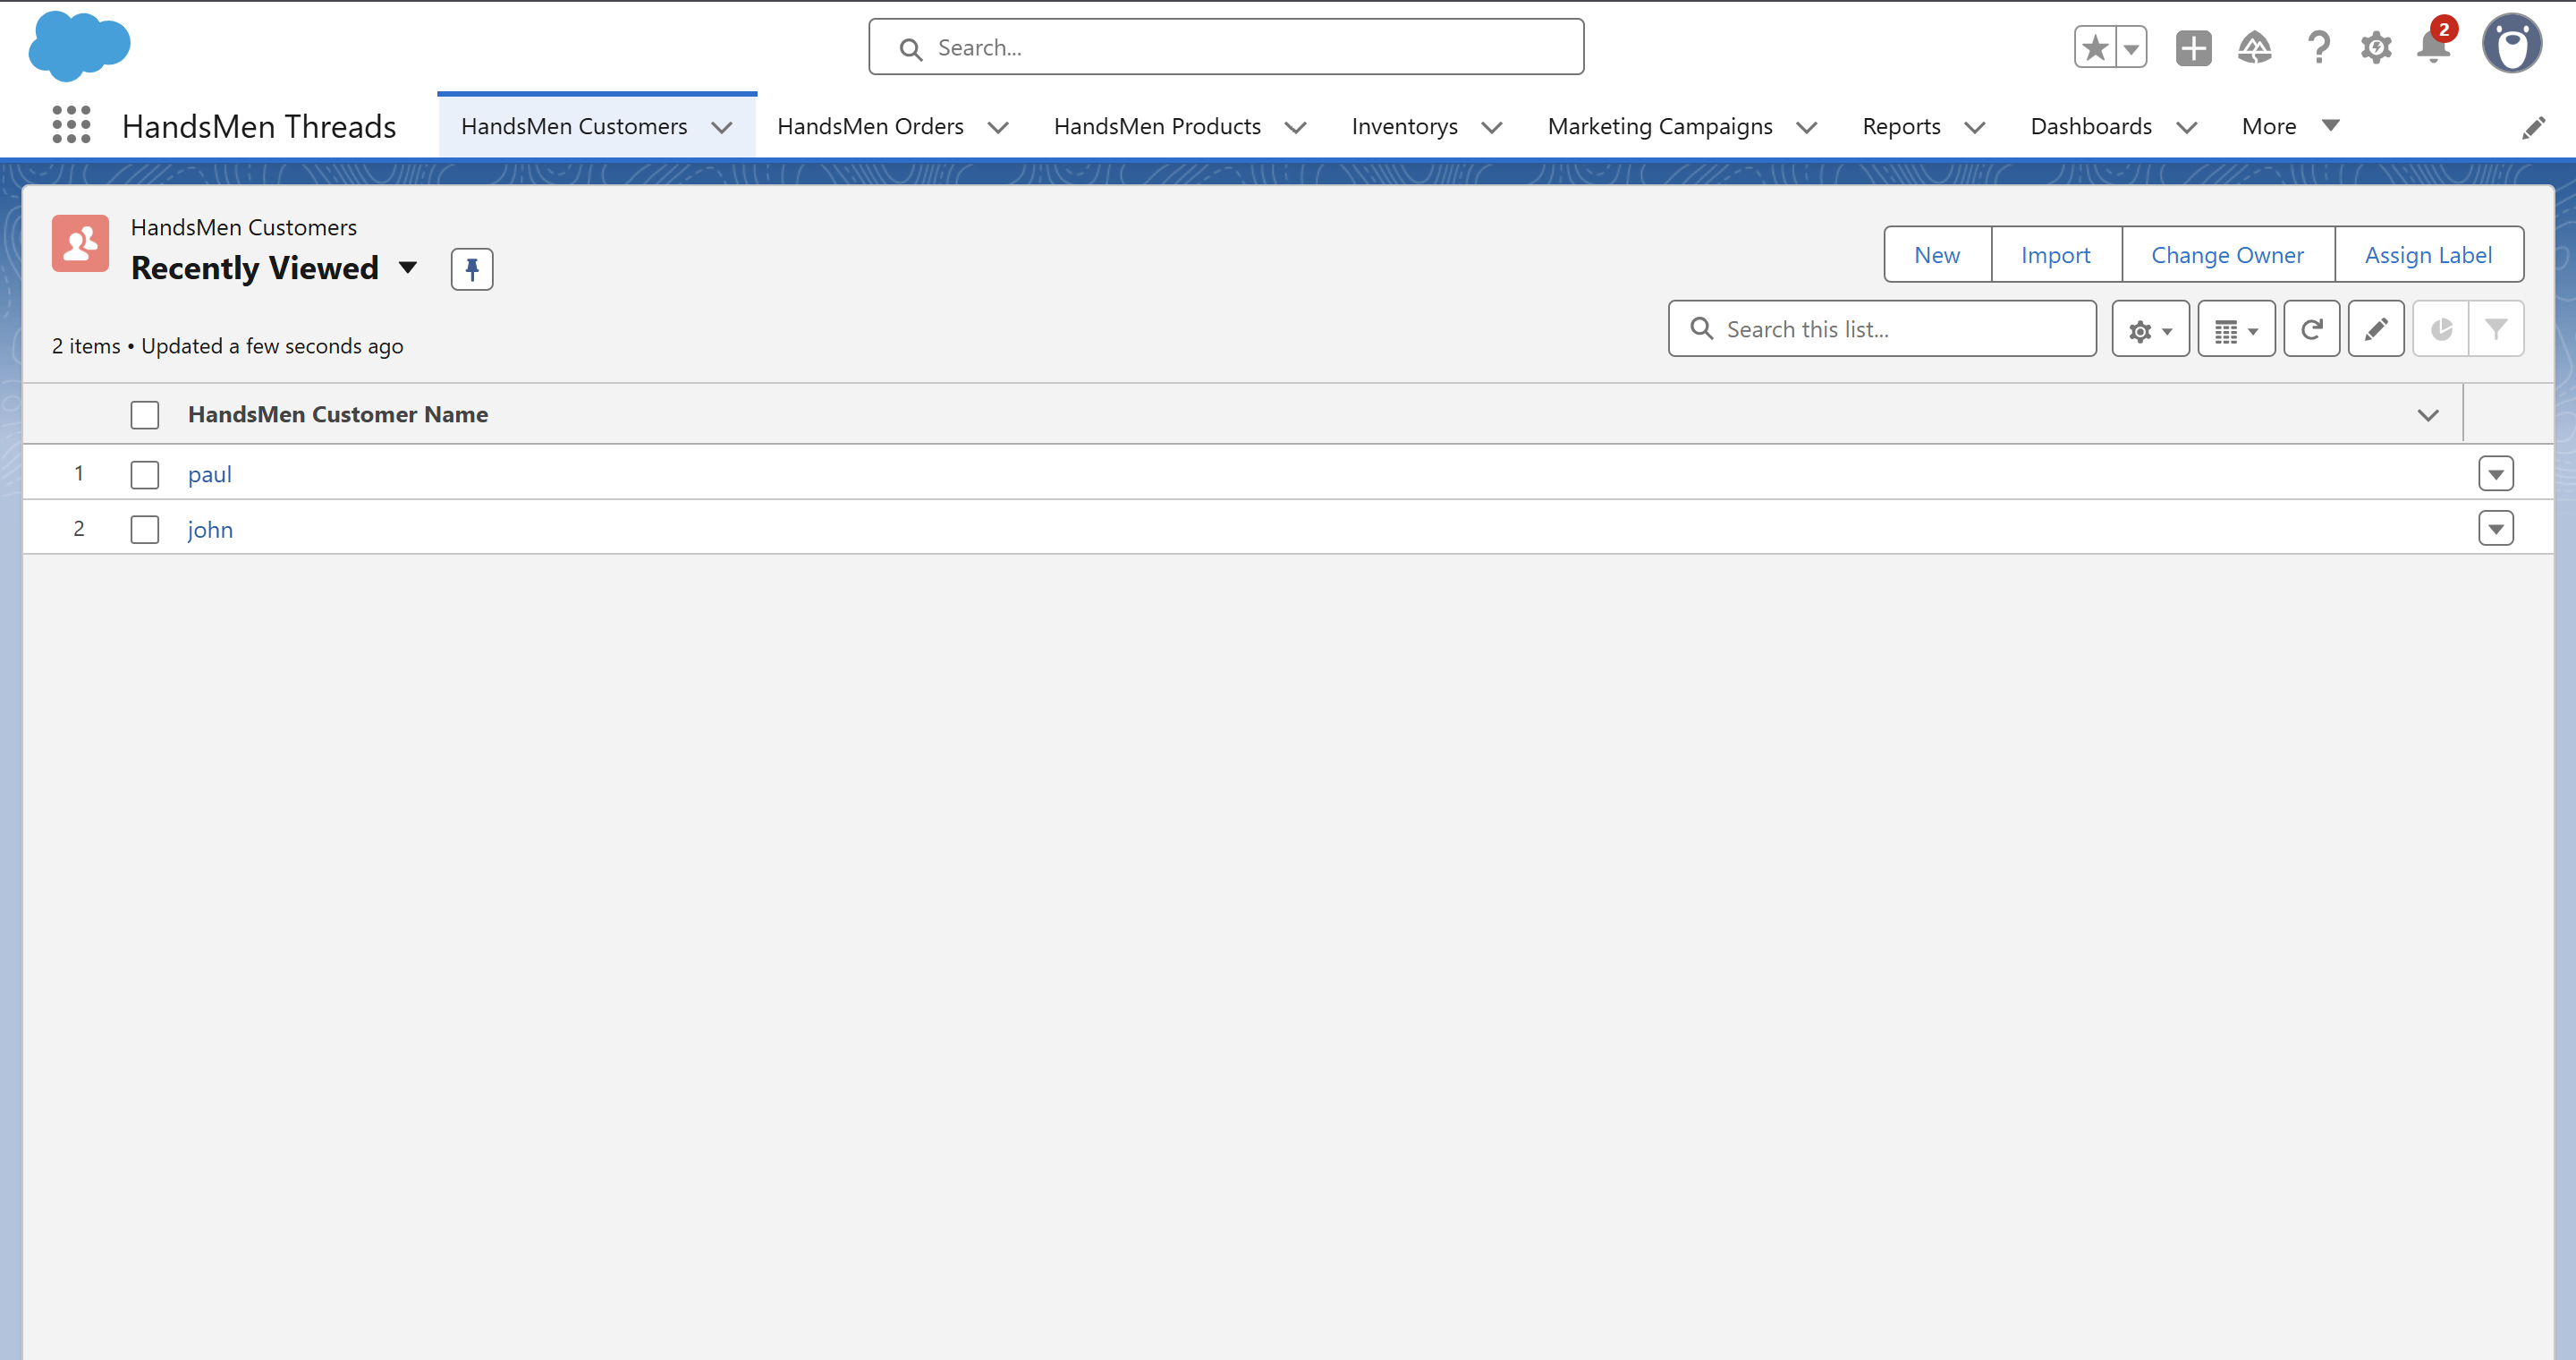 Search...
2
HandsMen Threads
HandsMen Customers
HandsMen Orders
HandsMen Products
Inventorys
Marketing Campaigns
Reports
Dashboards
More
HandsMen Customers
Recently Viewed
New
Import
Change Owner
Assign Label
2 items • Updated a few seconds ago
Search this list...
HandsMen Customer Name
1 paul
2 john